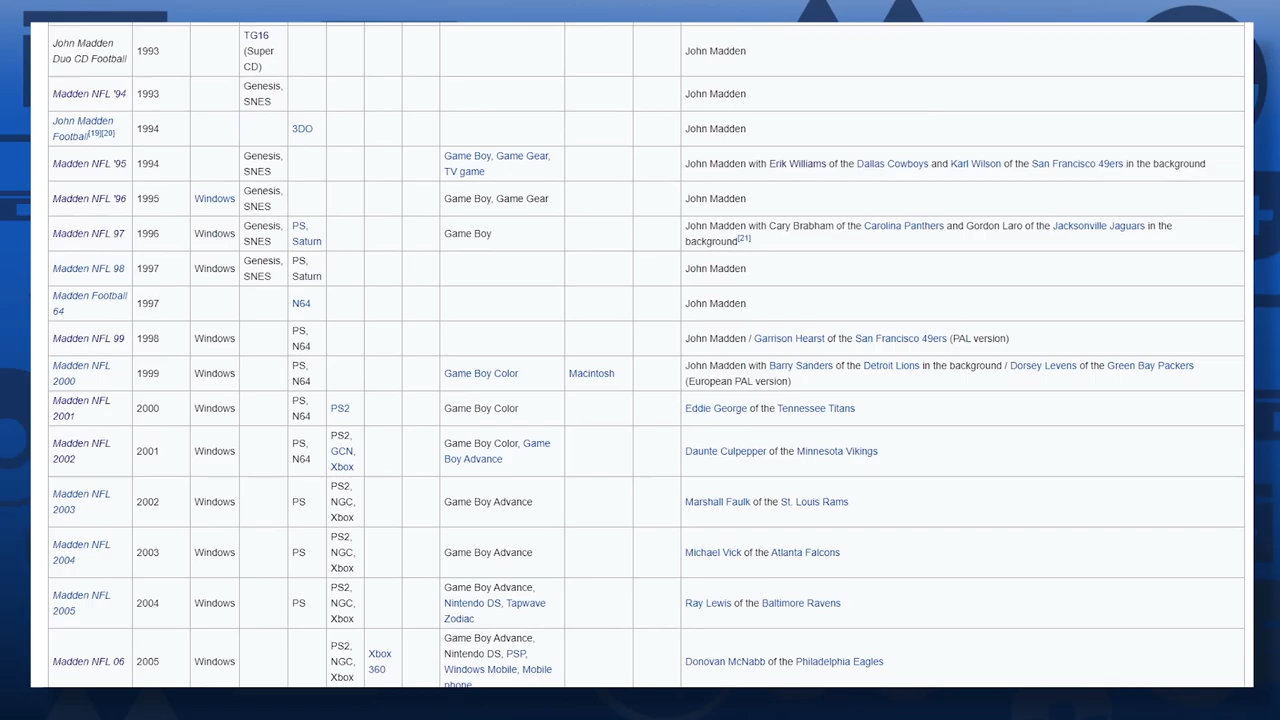 John Madden
Duo CD Football
1993
TG16
(Super
CD)
John Madden
Madden NFL '94
1993
Genesis,
SNES
John Madden
John Madden
Football[19][20]
1994
3DO
John Madden
Madden NFL '95
1994
Genesis,
SNES
Game Boy, Game Gear,
TV game
John Madden with Erik Williams of the Dallas Cowboys and Karl Wilson of the San Francisco 49ers in the background
Madden NFL '96
1995
Windows
Genesis,
SNES
Game Boy, Game Gear
John Madden
Madden NFL 97
1996
Windows
Genesis,
SNES
PS,
Saturn
Game Boy
John Madden with Cary Brabham of the Carolina Panthers and Gordon Laro of the Jacksonville Jaguars in the
background[21]
Madden NFL 98
1997
Windows
Genesis,
SNES
PS,
Saturn
John Madden
Madden Football
64
1997
N64
John Madden
Madden NFL 99
1998
Windows
PS,
N64
John Madden / Garrison Hearst of the San Francisco 49ers (PAL version)
Madden NFL
2000
1999
Windows
PS,
N64
Game Boy Color
Macintosh
John Madden with Barry Sanders of the Detroit Lions in the background / Dorsey Levens of the Green Bay Packers
(European PAL version)
Madden NFL
2001
2000
Windows
PS,
N64
PS2
Game Boy Color
Eddie George of the Tennessee Titans
Madden NFL
2002
2001
Windows
PS,
N64
PS2,
GCN,
Xbox
Game Boy Color, Game
Boy Advance
Daunte Culpepper of the Minnesota Vikings
Madden NFL
2003
2002
Windows
PS
PS2,
NGC,
Xbox
Game Boy Advance
Marshall Faulk of the St. Louis Rams
Madden NFL
2004
2003
Windows
PS
PS2,
NGC,
Xbox
Game Boy Advance
Michael Vick of the Atlanta Falcons
Madden NFL
2005
2004
Windows
PS
PS2,
NGC,
Xbox
Game Boy Advance,
Nintendo DS, Tapwave
Zodiac
Ray Lewis of the Baltimore Ravens
Madden NFL 06
2005
Windows
PS2,
NGC,
Xbox
Xbox
360
Game Boy Advance,
Nintendo DS, PSP,
Windows Mobile, Mobile
phone
Donovan McNabb of the Philadelphia Eagles